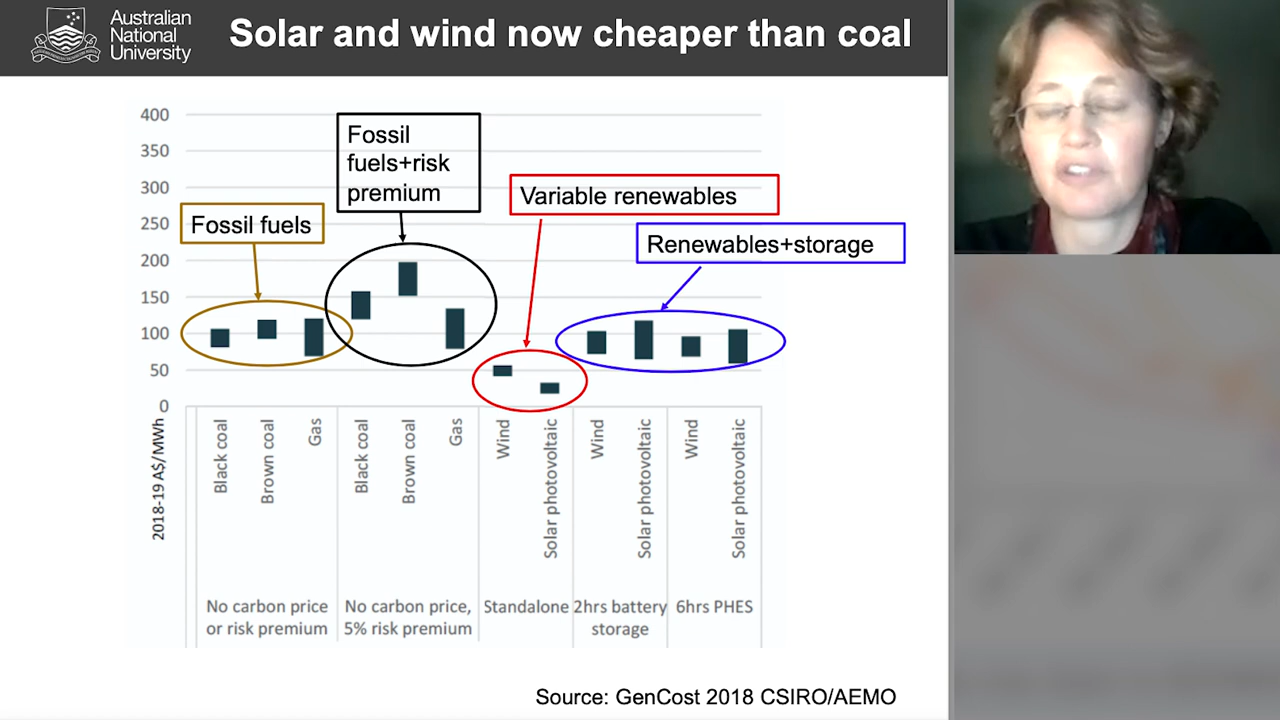 Australian
National
University
Solar and wind now cheaper than coal
400
350
300
250
200
150
100
50
0
2018-19 A$/MWh
Fossil fuels
Fossil
fuels+risk
premium
Variable renewables
Renewables+storage
Black coal
Brown coal
Gas
Black coal
Brown coal
Gas
Wind
Solar photovoltaic
Wind
Solar photovoltaic
Wind
Solar photovoltaic
No carbon price
or risk premium
No carbon price,
5% risk premium
Standalone
2hrs battery
storage
6hrs PHES
Source: GenCost 2018 CSIRO/AEMO